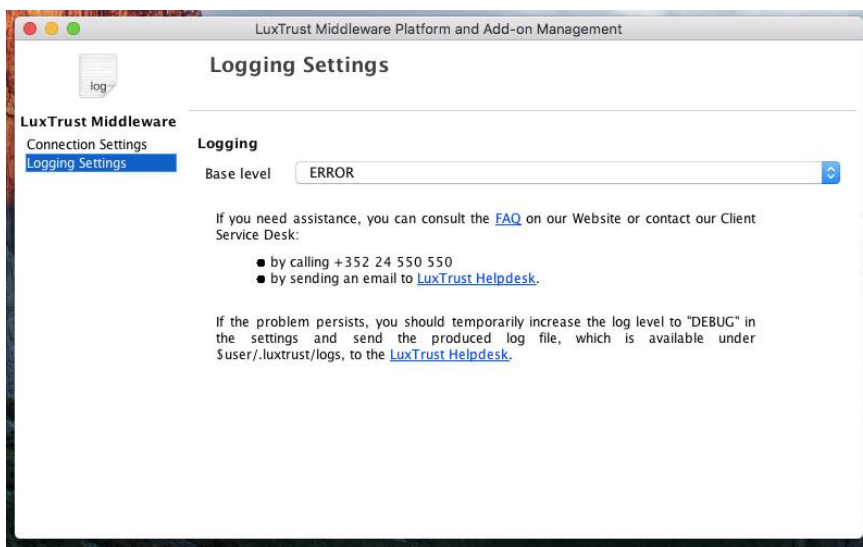 LuxTrust Middleware Platform and Add-on Management
log
Logging Settings
LuxTrust Middleware
Connection Settings
Logging Settings
Logging
Base level ERROR
If you need assistance, you can consult the FAQ on our Website or contact our Client
Service Desk:
● by calling +352 24 550 550
● by sending an email to LuxTrust Helpdesk.
If the problem persists, you should temporarily increase the log level to "DEBUG" in
the settings and send the produced log file, which is available under
$user/.luxtrust/logs, to the LuxTrust Helpdesk.